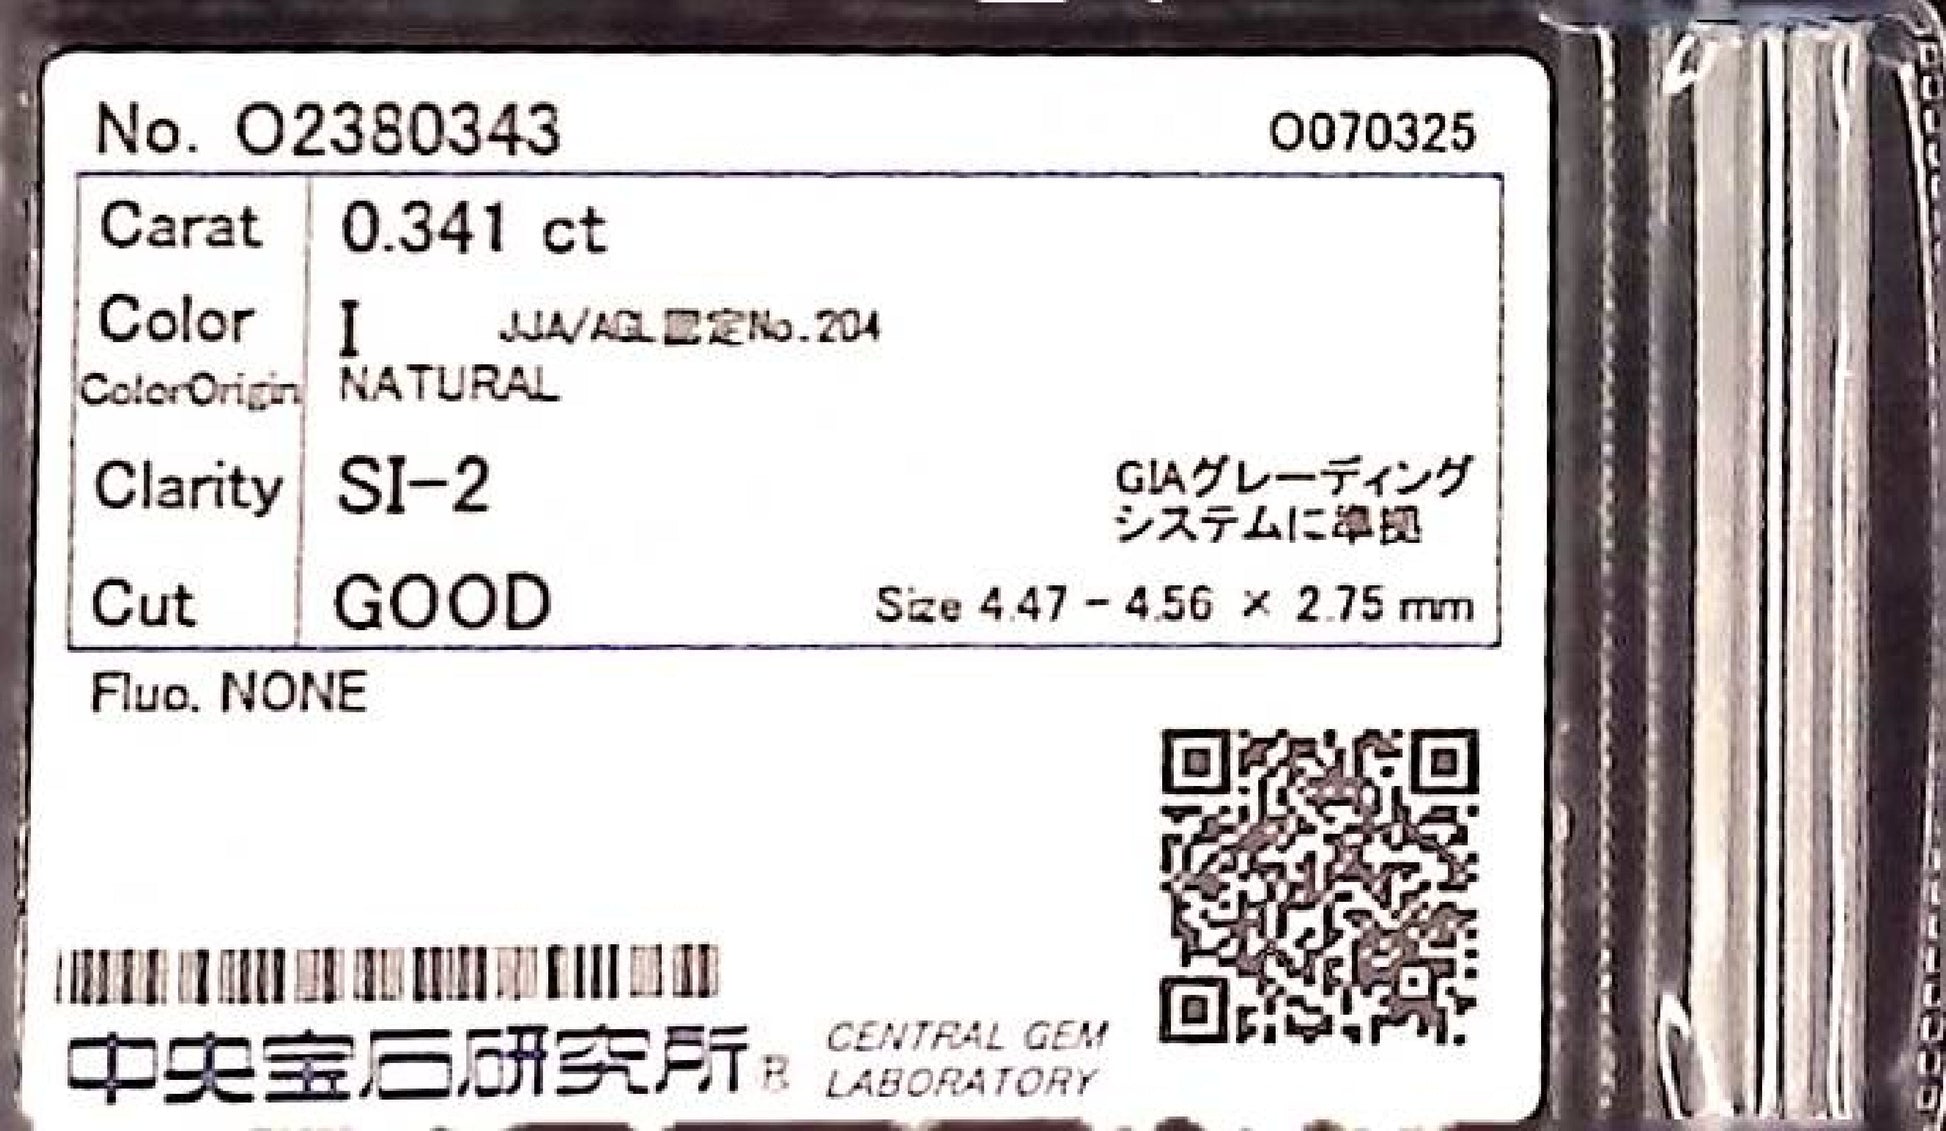 No. O2380343 O070325
Carat 0.341 ct
Color I JJA/AGL認定No.204
ColorOrigin NATURAL
Clarity SI-2
GIAグレーディング
システムに準拠
Cut GOOD Size 4.47 - 4.56 × 2.75 mm
Fluo. NONE
中央宝石研究所® CENTRAL GEM
LABORATORY